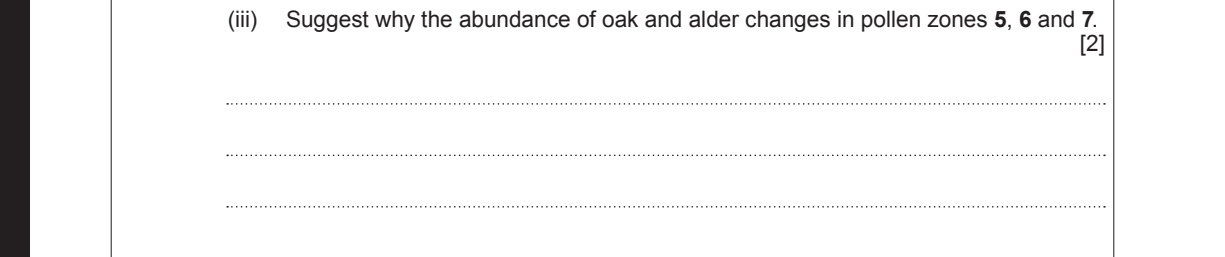 (iii) Suggest why the abundance of oak and alder changes in pollen zones 5, 6 and 7.
[2]